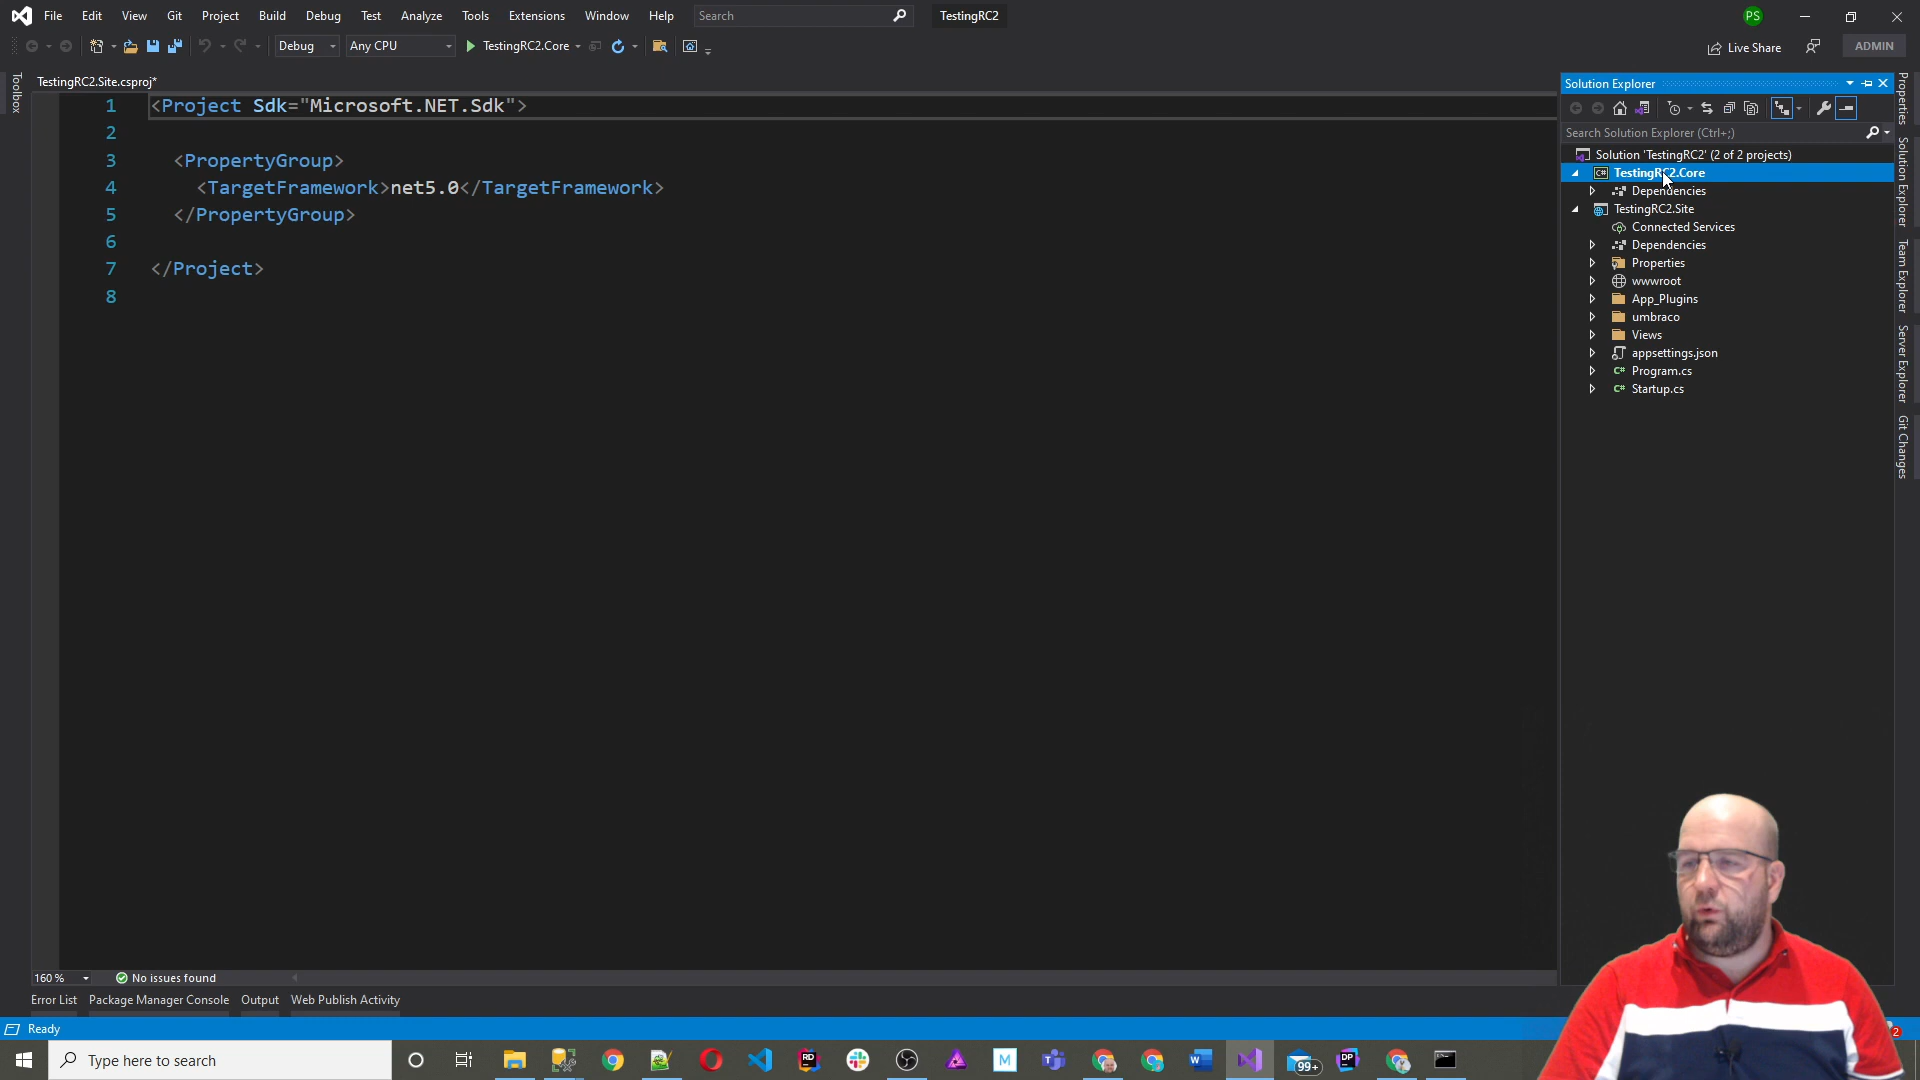 File Edit View Git Project Build Debug Test Analyze Tools Extensions Window Help Search TestingRC2 PS
Debug Any CPU TestingRC2.Core Live Share ADMIN
TestingRC2.Site.csproj*
Toolbox
1 <Project Sdk="Microsoft.NET.Sdk">
2
3 <PropertyGroup>
4 <TargetFramework>net5.0</TargetFramework>
5 </PropertyGroup>
6
7 </Project>
8
Solution Explorer
Search Solution Explorer (Ctrl+;)
Solution 'TestingRC2' (2 of 2 projects)
TestingRC2.Core
Dependencies
TestingRC2.Site
Connected Services
Dependencies
Properties
wwwroot
App_Plugins
umbraco
Views
appsettings.json
Program.cs
Startup.cs
Properties
Solution Explorer
Team Explorer
Server Explorer
Git Changes
160 % No issues found
Error List Package Manager Console Output Web Publish Activity
Ready
2
Type here to search
RD
M
W
99+
DP